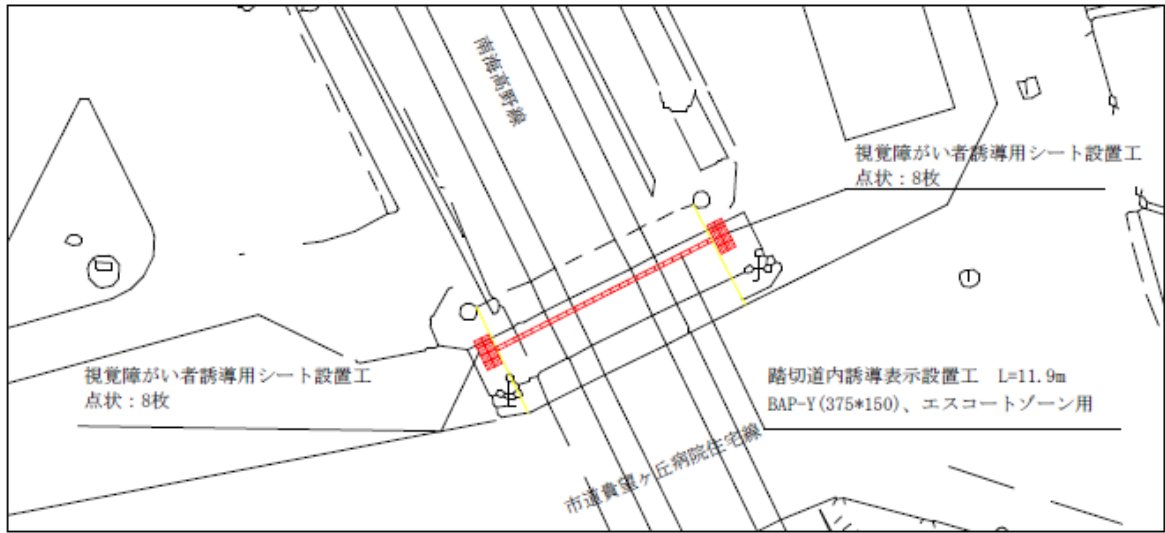 南海高野線
視覚障がい者誘導用シート設置工
点状：8枚
視覚障がい者誘導用シート設置工
点状：8枚
踏切道内誘導表示設置工　L=11.9m
BAP-Y(375*150)、エスコートゾーン用
市道貴望ヶ丘病院住宅線